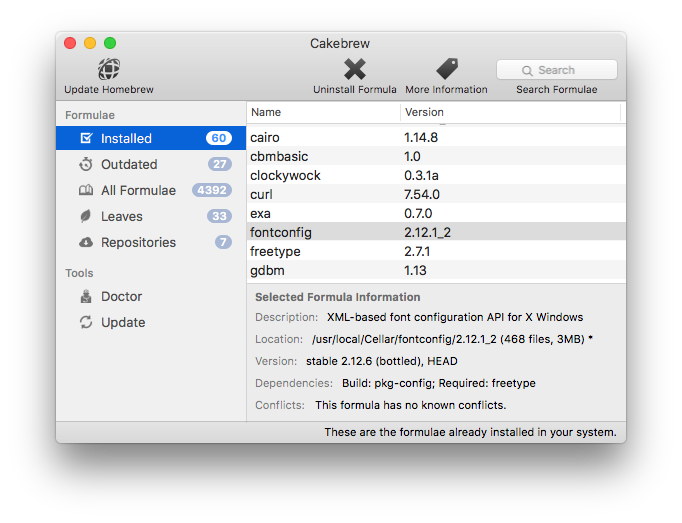 Cakebrew
Update Homebrew
Uninstall Formula
More Information
Search
Search Formulae
Formulae
Installed 60
Outdated 27
All Formulae 4392
Leaves 33
Repositories 7
Tools
Doctor
Update
Name Version
cairo 1.14.8
cbmbasic 1.0
clockywock 0.3.1a
curl 7.54.0
exa 0.7.0
fontconfig 2.12.1_2
freetype 2.7.1
gdbm 1.13
Selected Formula Information
Description: XML-based font configuration API for X Windows
Location: /usr/local/Cellar/fontconfig/2.12.1_2 (468 files, 3MB) *
Version: stable 2.12.6 (bottled), HEAD
Dependencies: Build: pkg-config; Required: freetype
Conflicts: This formula has no known conflicts.
These are the formulae already installed in your system.